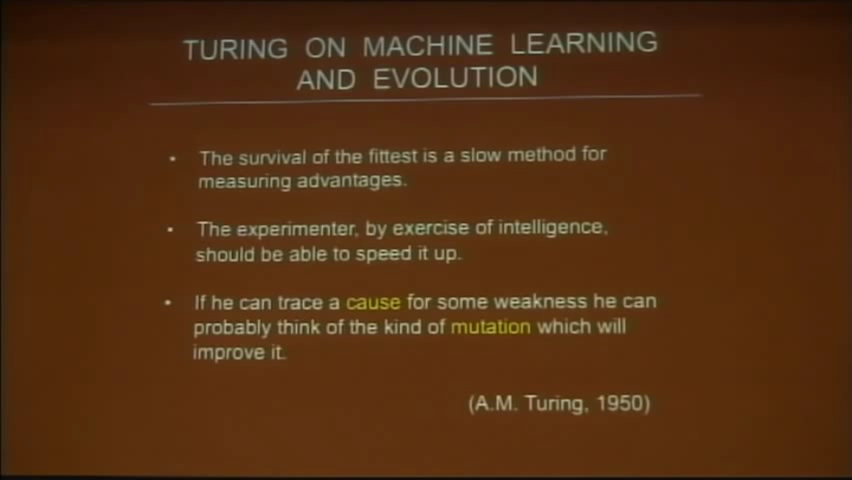 TURING ON MACHINE LEARNING
AND EVOLUTION
• The survival of the fittest is a slow method for
measuring advantages.
• The experimenter, by exercise of intelligence,
should be able to speed it up.
• If he can trace a cause for some weakness he can
probably think of the kind of mutation which will
improve it.
(A.M. Turing, 1950)